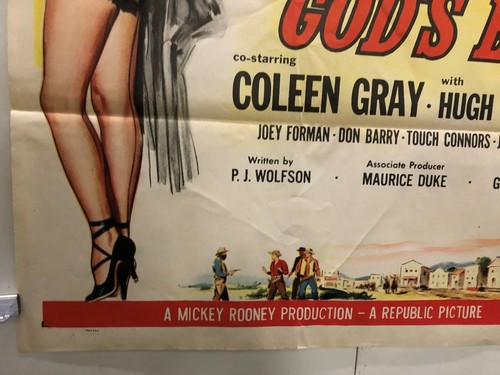 GOD'S
co-starring
COLEEN GRAY · with HUGH
JOEY FORMAN · DON BARRY · TOUCH CONNORS ·
Written by
P. J. WOLFSON ·
Associate Producer
MAURICE DUKE ·
A MICKEY ROONEY PRODUCTION – A REPUBLIC PICTURE